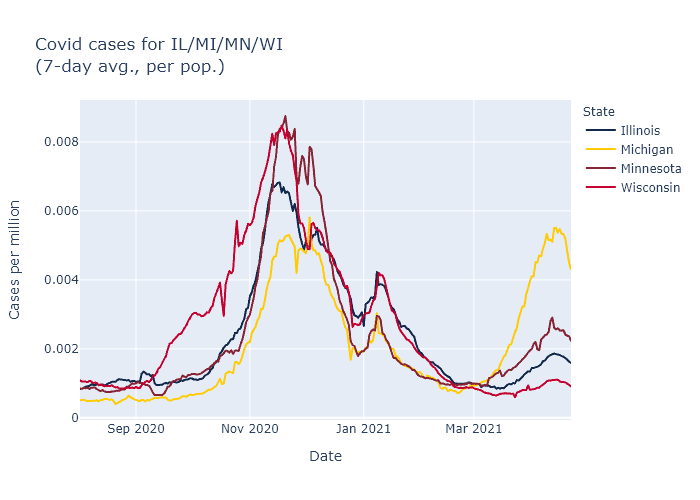 Covid cases for IL/MI/MN/WI
(7-day avg., per pop.)
State
Illinois
Michigan
Minnesota
Wisconsin
Cases per million
0.008
0.006
0.004
0.002
0
Sep 2020
Nov 2020
Jan 2021
Mar 2021
Date